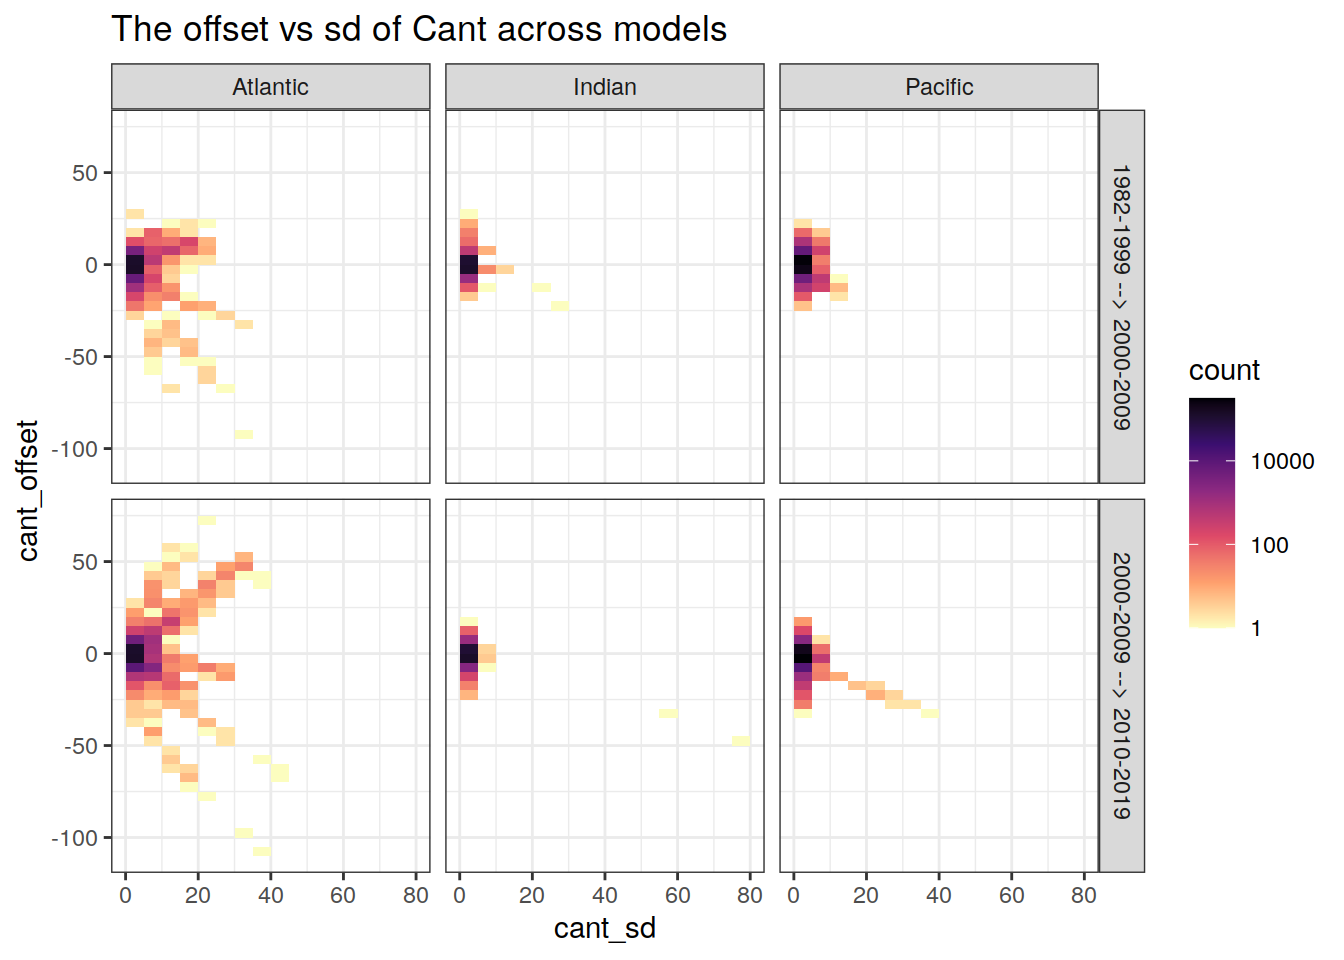 The offset vs sd of Cant across models
Atlantic
Indian
Pacific
50
0
-50
-100
1982-1999 --> 2000-2009
50
0
-50
-100
2000-2009 --> 2010-2019
cant_offset
0 20 40 60 80
0 20 40 60 80
0 20 40 60 80
cant_sd
count
10000
100
1